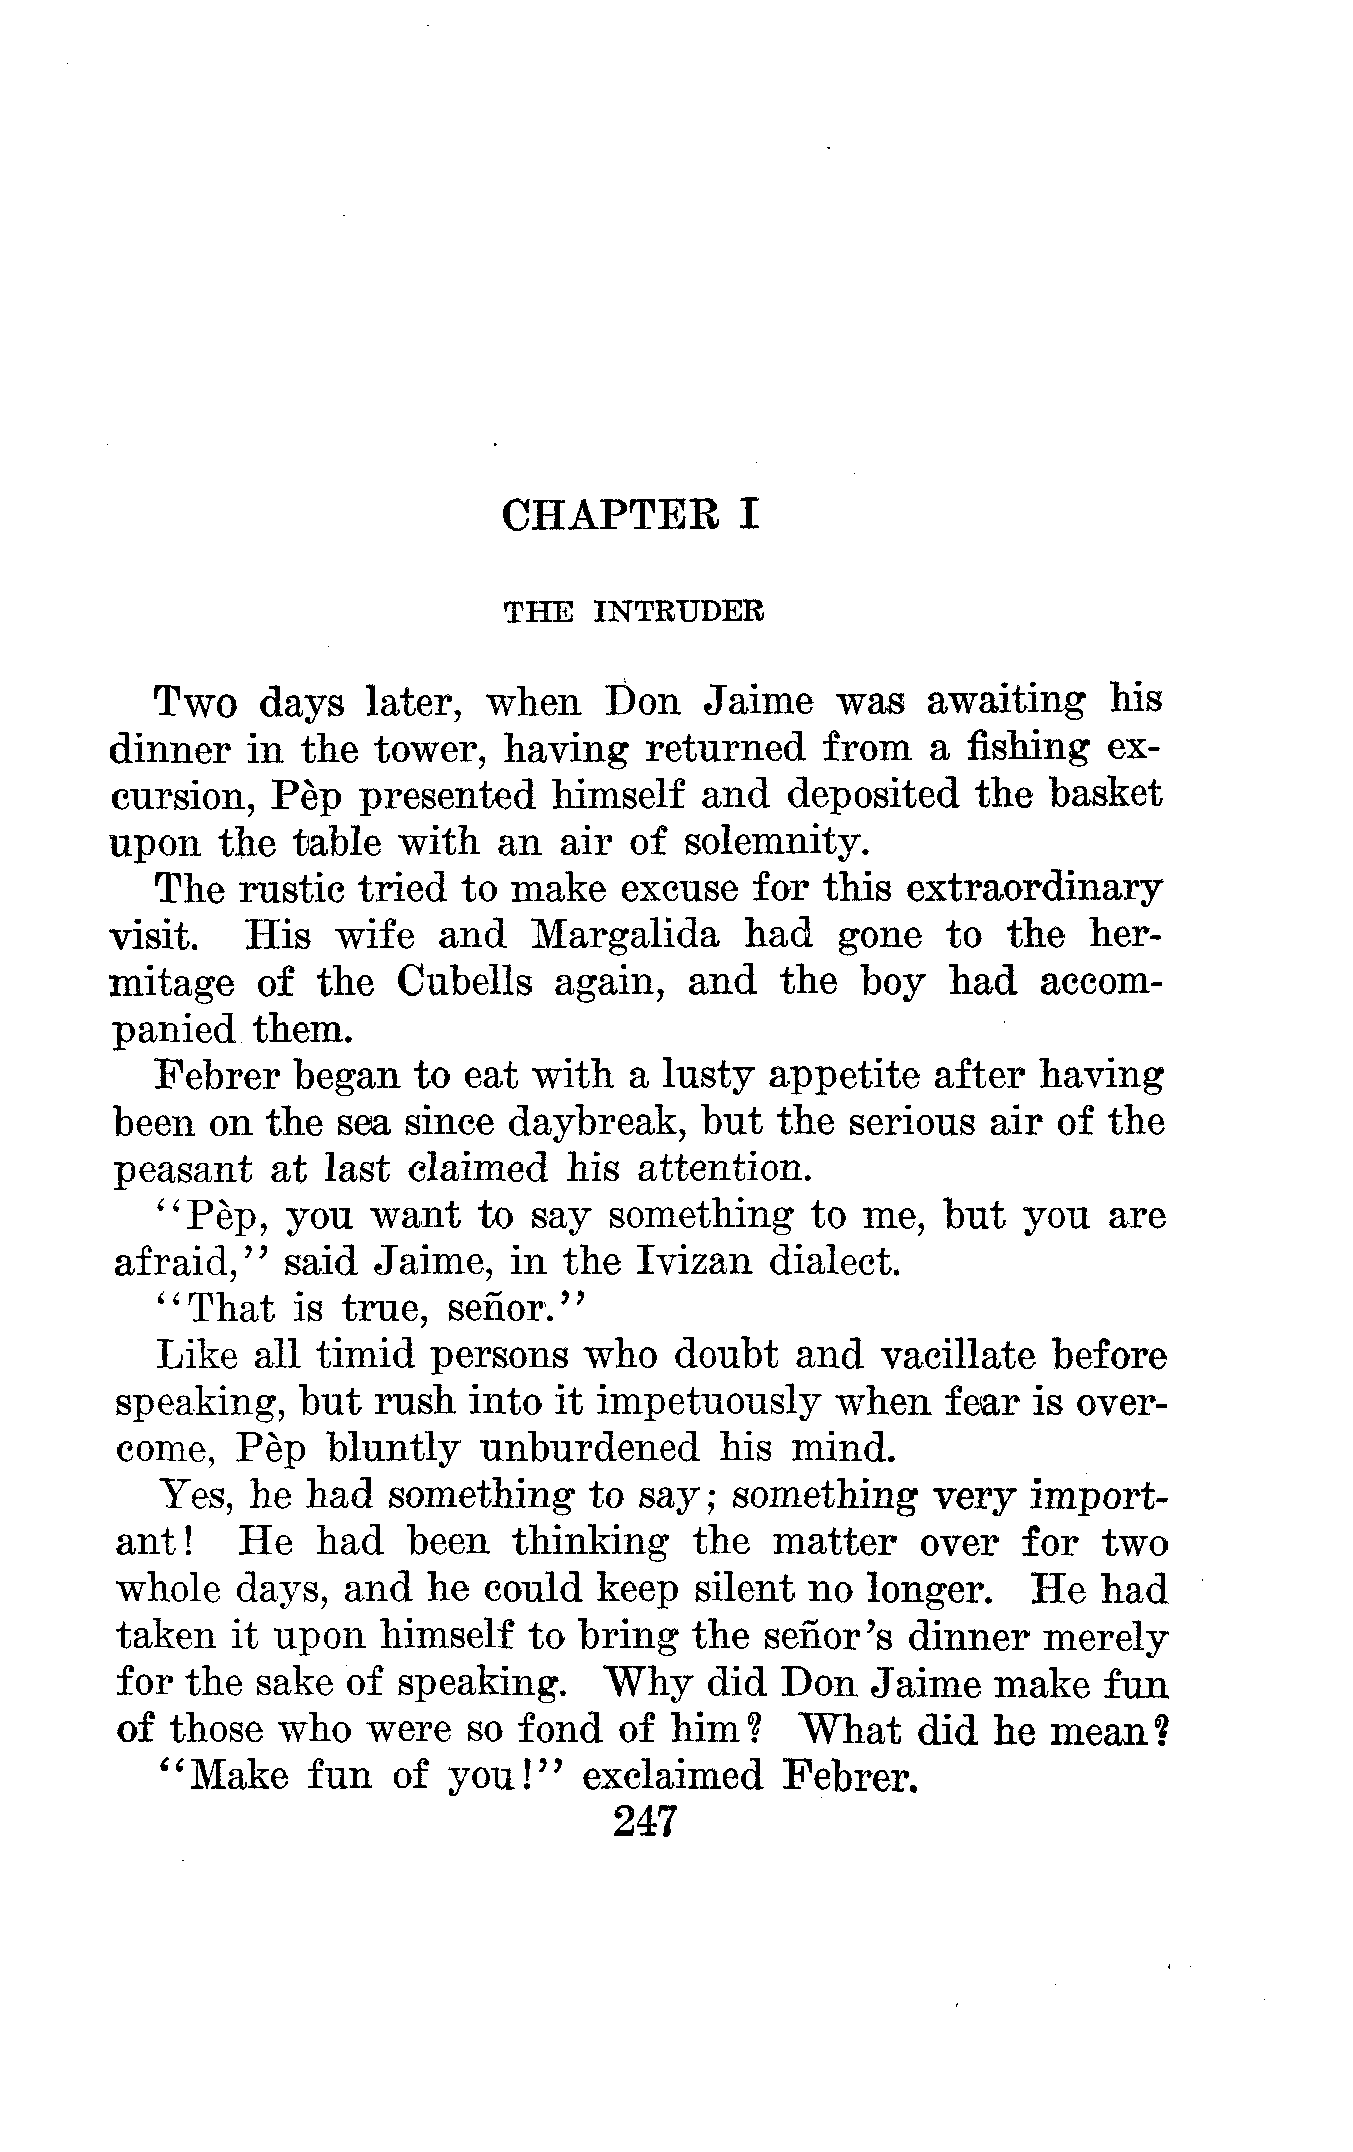 CHAPTER I
THE INTRUDER
Two days later, when Don Jaime was awaiting his
dinner in the tower, having returned from a fishing ex-
cursion, Pèp presented himself and deposited the basket
upon the table with an air of solemnity.
The rustic tried to make excuse for this extraordinary
visit. His wife and Margalida had gone to the her-
mitage of the Cubells again, and the boy had accom-
panied them.
Febrer began to eat with a lusty appetite after having
been on the sea since daybreak, but the serious air of the
peasant at last claimed his attention.
"Pèp, you want to say something to me, but you are
afraid," said Jaime, in the Ivizan dialect.
"That is true, señor."
Like all timid persons who doubt and vacillate before
speaking, but rush into it impetuously when fear is over-
come, Pèp bluntly unburdened his mind.
Yes, he had something to say; something very import-
ant! He had been thinking the matter over for two
whole days, and he could keep silent no longer. He had
taken it upon himself to bring the señor's dinner merely
for the sake of speaking. Why did Don Jaime make fun
of those who were so fond of him? What did he mean?
"Make fun of you!" exclaimed Febrer.
247